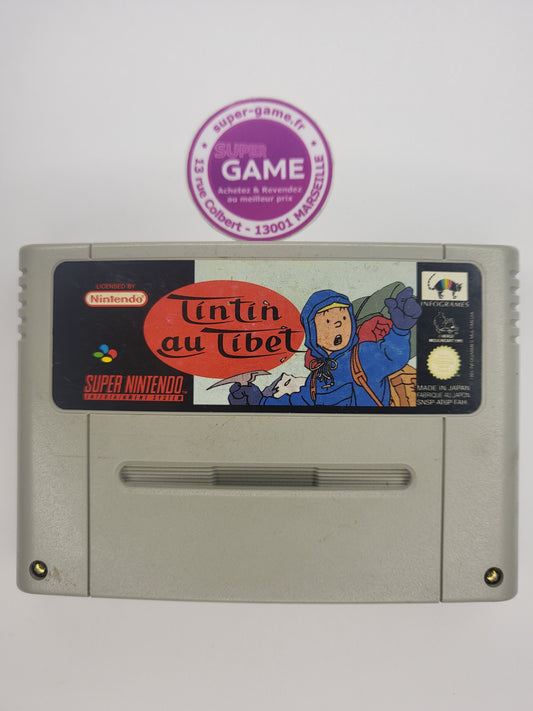 super-game.fr
SUPER
GAME
Achetez & Revendez
au meilleur prix
13 rue Colbert - 13001 MARSEILLE
LICENSED BY
Nintendo
Tintin
au Tibet
SUPER NINTENDO
ENTERTAINMENT SYSTEM
INFOGRAMES
MADE IN JAPAN
FABRIQUÉ AU JAPON
SNSP-ATBP-FAH